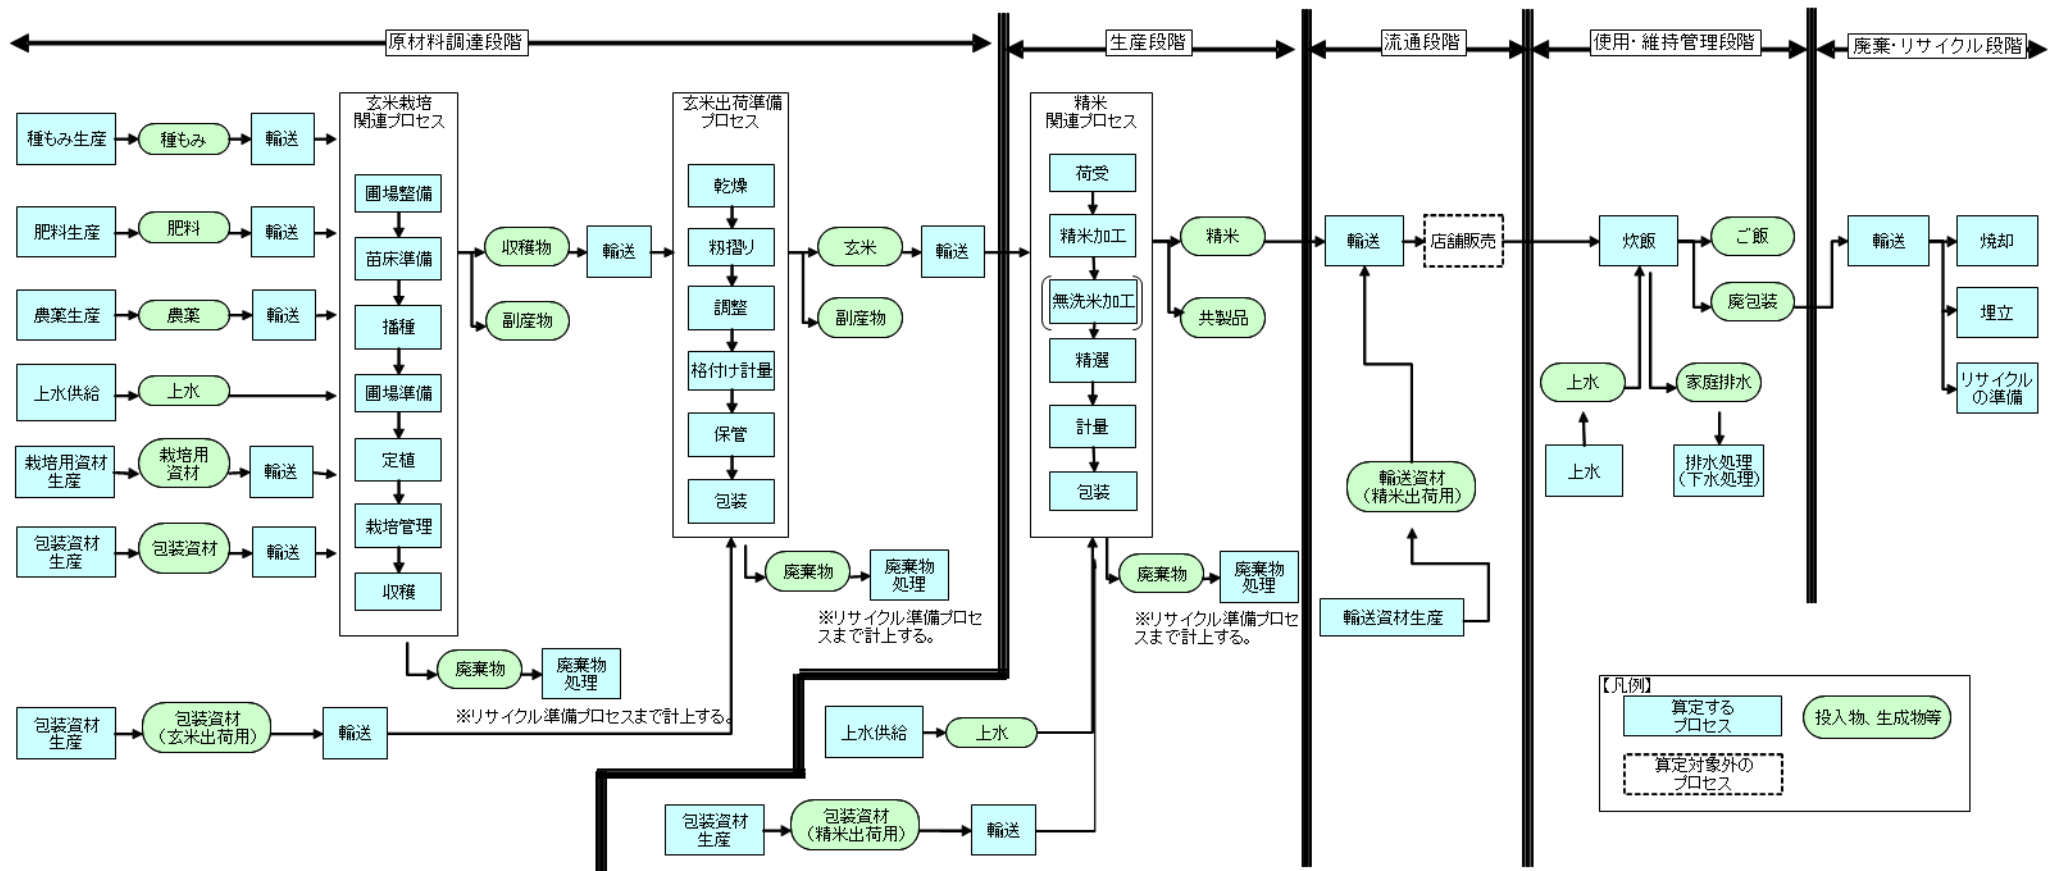 原材料調達段階
生産段階
流通段階
使用・維持管理段階
廃棄・リサイクル段階
種もみ生産
種もみ
輸送
肥料生産
肥料
輸送
農薬生産
農薬
輸送
上水供給
上水
栽培用資材
生産
栽培用
資材
輸送
包装資材
生産
包装資材
輸送
玄米栽培
関連プロセス
圃場整備
苗床準備
播種
圃場準備
定植
栽培管理
収穫
収穫物
副産物
輸送
廃棄物
廃棄物
処理
※リサイクル準備プロセスまで計上する。
包装資材
生産
包装資材
（玄米出荷用）
輸送
玄米出荷準備
プロセス
乾燥
籾摺り
調整
格付け計量
保管
包装
玄米
副産物
輸送
廃棄物
廃棄物
処理
※リサイクル準備プロセ
スまで計上する。
上水供給
上水
包装資材
生産
包装資材
（精米出荷用）
輸送
精米
関連プロセス
荷受
精米加工
無洗米加工
精選
計量
包装
精米
共製品
廃棄物
廃棄物
処理
※リサイクル準備プロセ
スまで計上する。
輸送
店舗販売
輸送資材
（精米出荷用）
輸送資材生産
炊飯
ご飯
廃包装
上水
家庭排水
上水
排水処理
（下水処理）
輸送
焼却
埋立
リサイクル
の準備
【凡例】
算定する
プロセス
投入物、生成物等
算定対象外の
プロセス